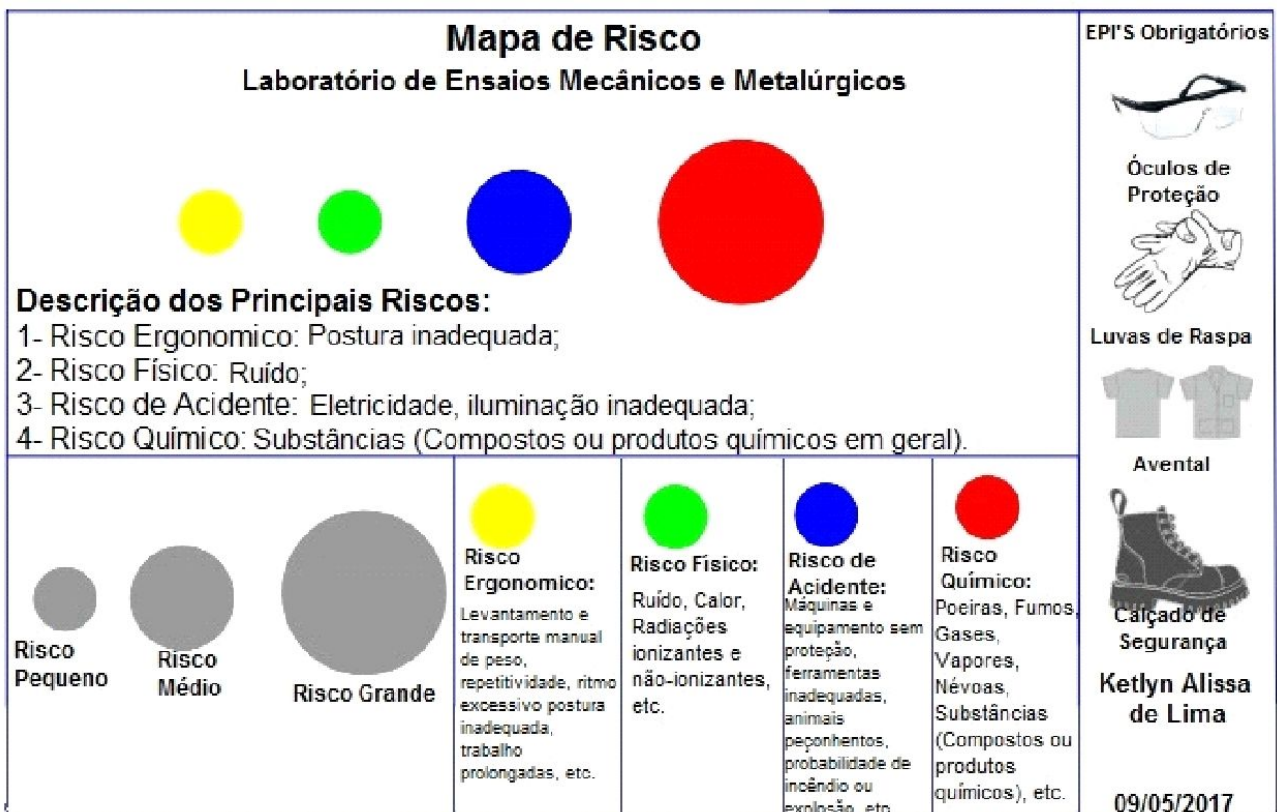 Mapa de Risco
Laboratório de Ensaios Mecânicos e Metalúrgicos
Descrição dos Principais Riscos:
1- Risco Ergonomico: Postura inadequada;
2- Risco Físico: Ruído;
3- Risco de Acidente: Eletricidade, iluminação inadequada;
4- Risco Químico: Substâncias (Compostos ou produtos químicos em geral).
Risco
Pequeno
Risco
Médio
Risco Grande
Risco
Ergonomico:
Levantamento e
transporte manual
de peso,
repetitividade, ritmo
excessivo postura
inadequada,
trabalho
prolongadas, etc.
Risco Físico:
Ruído, Calor,
Radiações
ionizantes e
não-ionizantes,
etc.
Risco de
Acidente:
Máquinas e
equipamento sem
proteção,
ferramentas
inadequadas,
animais
peçonhentos,
probabilidade de
incêndio ou
explosão, etp
Risco
Químico:
Poeiras, Fumos,
Gases,
Vapores,
Névoas,
Substâncias
(Compostos ou
produtos
químicos), etc.
EPI'S Obrigatórios
Óculos de
Proteção
Luvas de Raspa
Avental
Calçado de
Segurança
Ketlyn Alissa
de Lima
09/05/2017